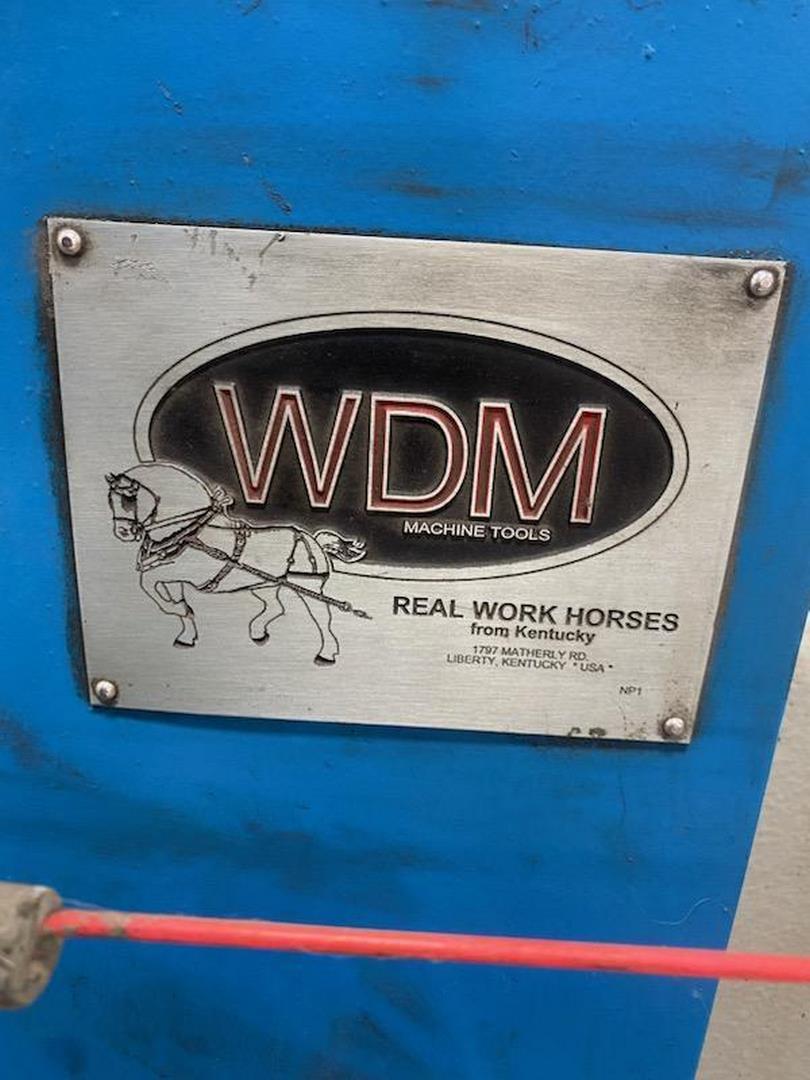 WDM
MACHINE TOOLS
REAL WORK HORSES
from Kentucky
1797 MATHERLY RD.
LIBERTY, KENTUCKY * USA *
NP1